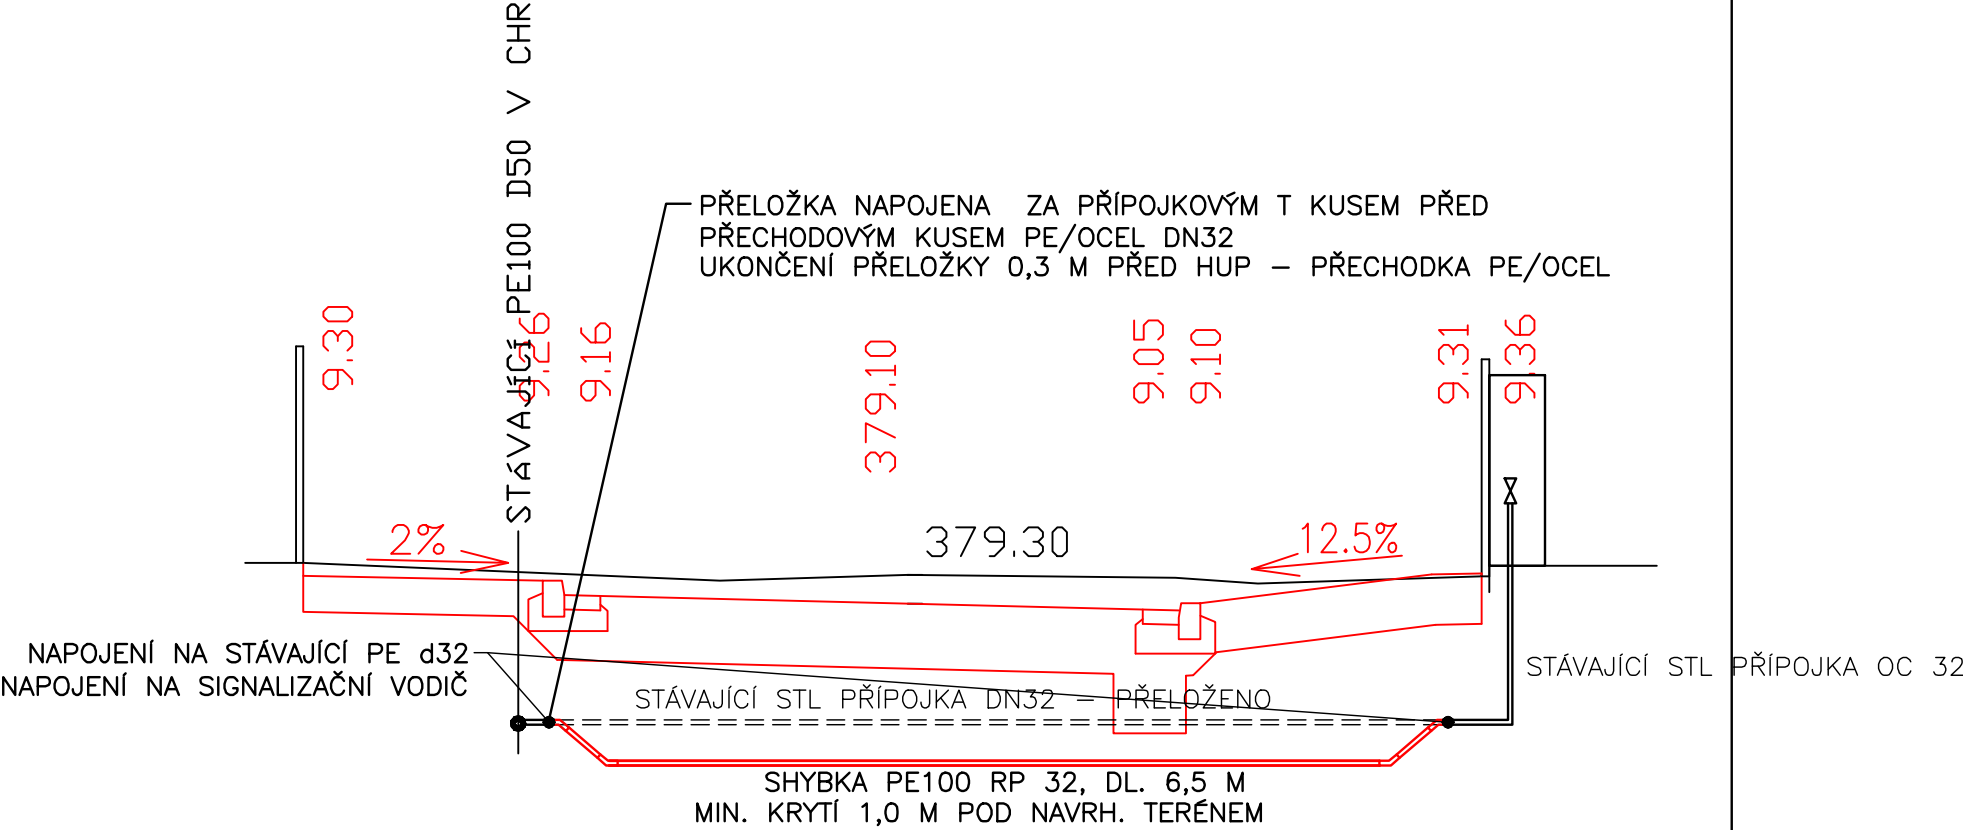 STÁVAJÍCÍ PE100 D50 V CHR
PŘELOŽKA NAPOJENA ZA PŘÍPOJKOVÝM T KUSEM PŘED
PŘECHODOVÝM KUSEM PE/OCEL DN32
UKONČENÍ PŘELOŽKY 0,3 M PŘED HUP – PŘECHODKA PE/OCEL
9.30
9.26
9.16
379.10
9.05
9.10
9.31
9.36
2%
379.30
12.5%
NAPOJENÍ NA STÁVAJÍCÍ PE d32
NAPOJENÍ NA SIGNALIZAČNÍ VODIČ
STÁVAJÍCÍ STL PŘÍPOJKA DN32 – PŘELOŽENO
STÁVAJÍCÍ STL PŘÍPOJKA OC 32
SHYBKA PE100 RP 32, DL. 6,5 M
MIN. KRYTÍ 1,0 M POD NAVRH. TERÉNEM